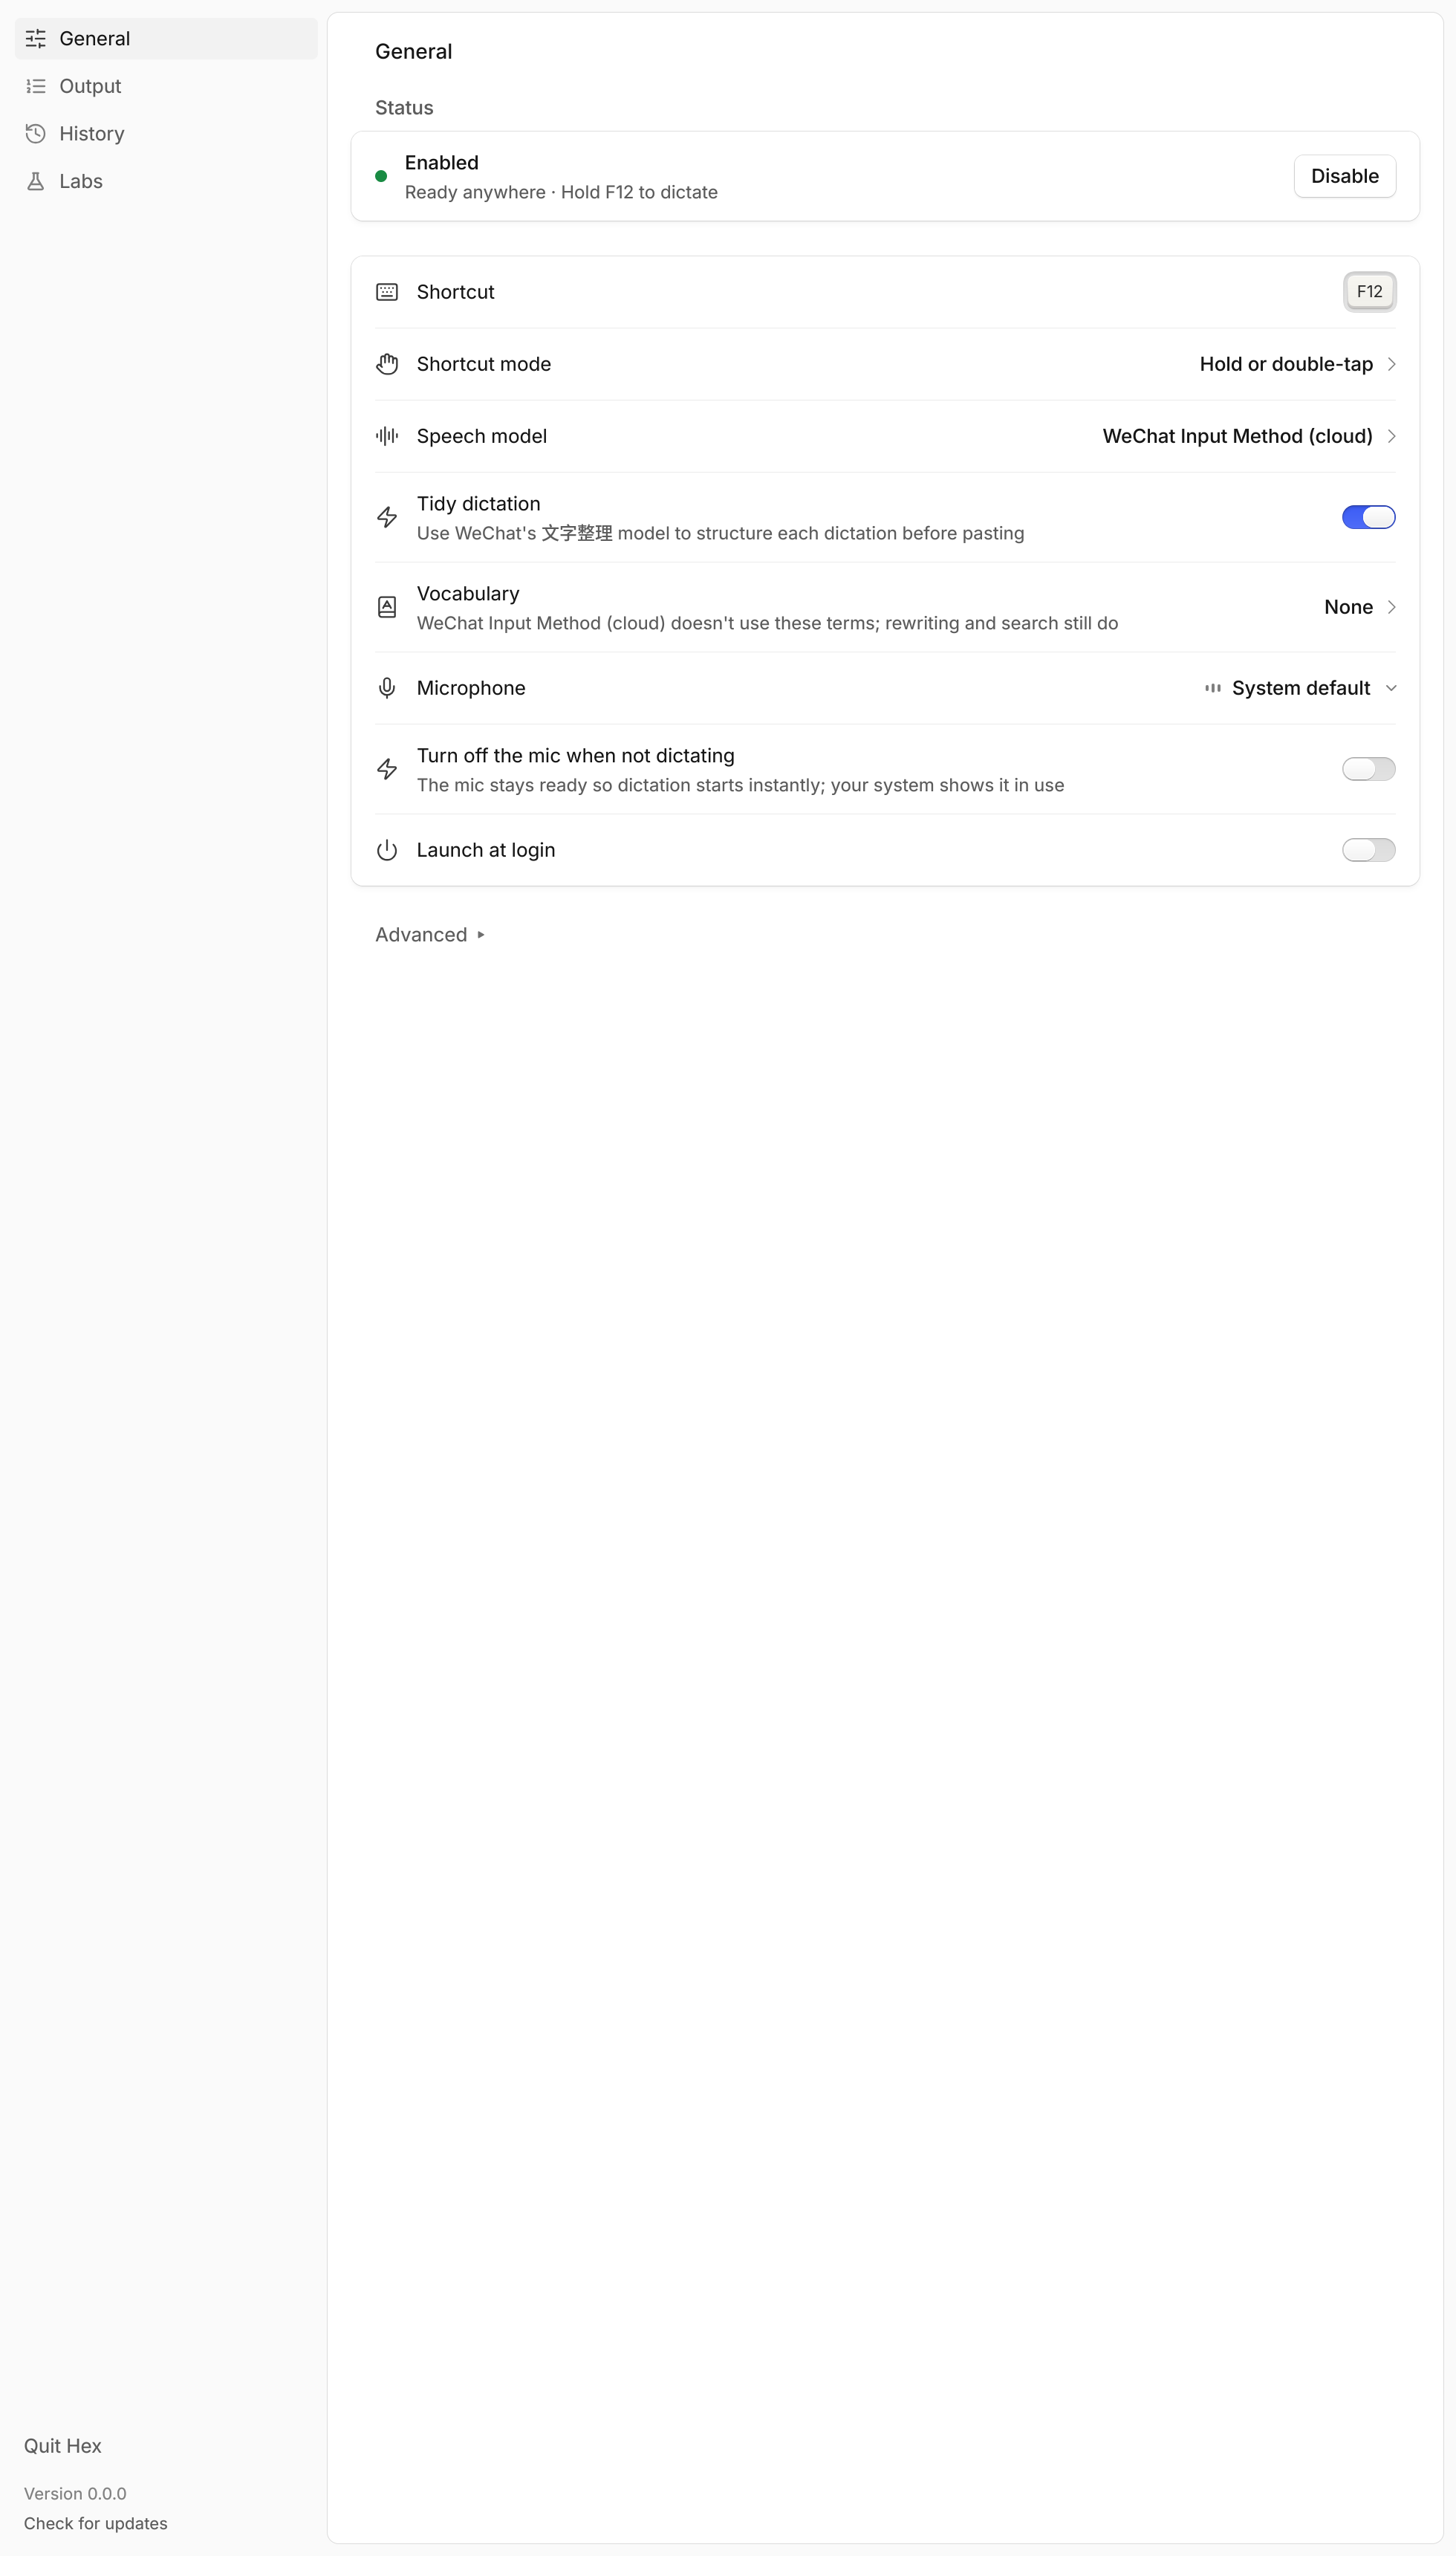 General
Output
History
Labs
General
Status
Enabled
Ready anywhere · Hold F12 to dictate
Disable
Shortcut
F12
Shortcut mode
Hold or double-tap
Speech model
WeChat Input Method (cloud)
Tidy dictation
Use WeChat's 文字整理 model to structure each dictation before pasting
Vocabulary
WeChat Input Method (cloud) doesn't use these terms; rewriting and search still do
None
Microphone
System default
Turn off the mic when not dictating
The mic stays ready so dictation starts instantly; your system shows it in use
Launch at login
Advanced
Quit Hex
Version 0.0.0
Check for updates